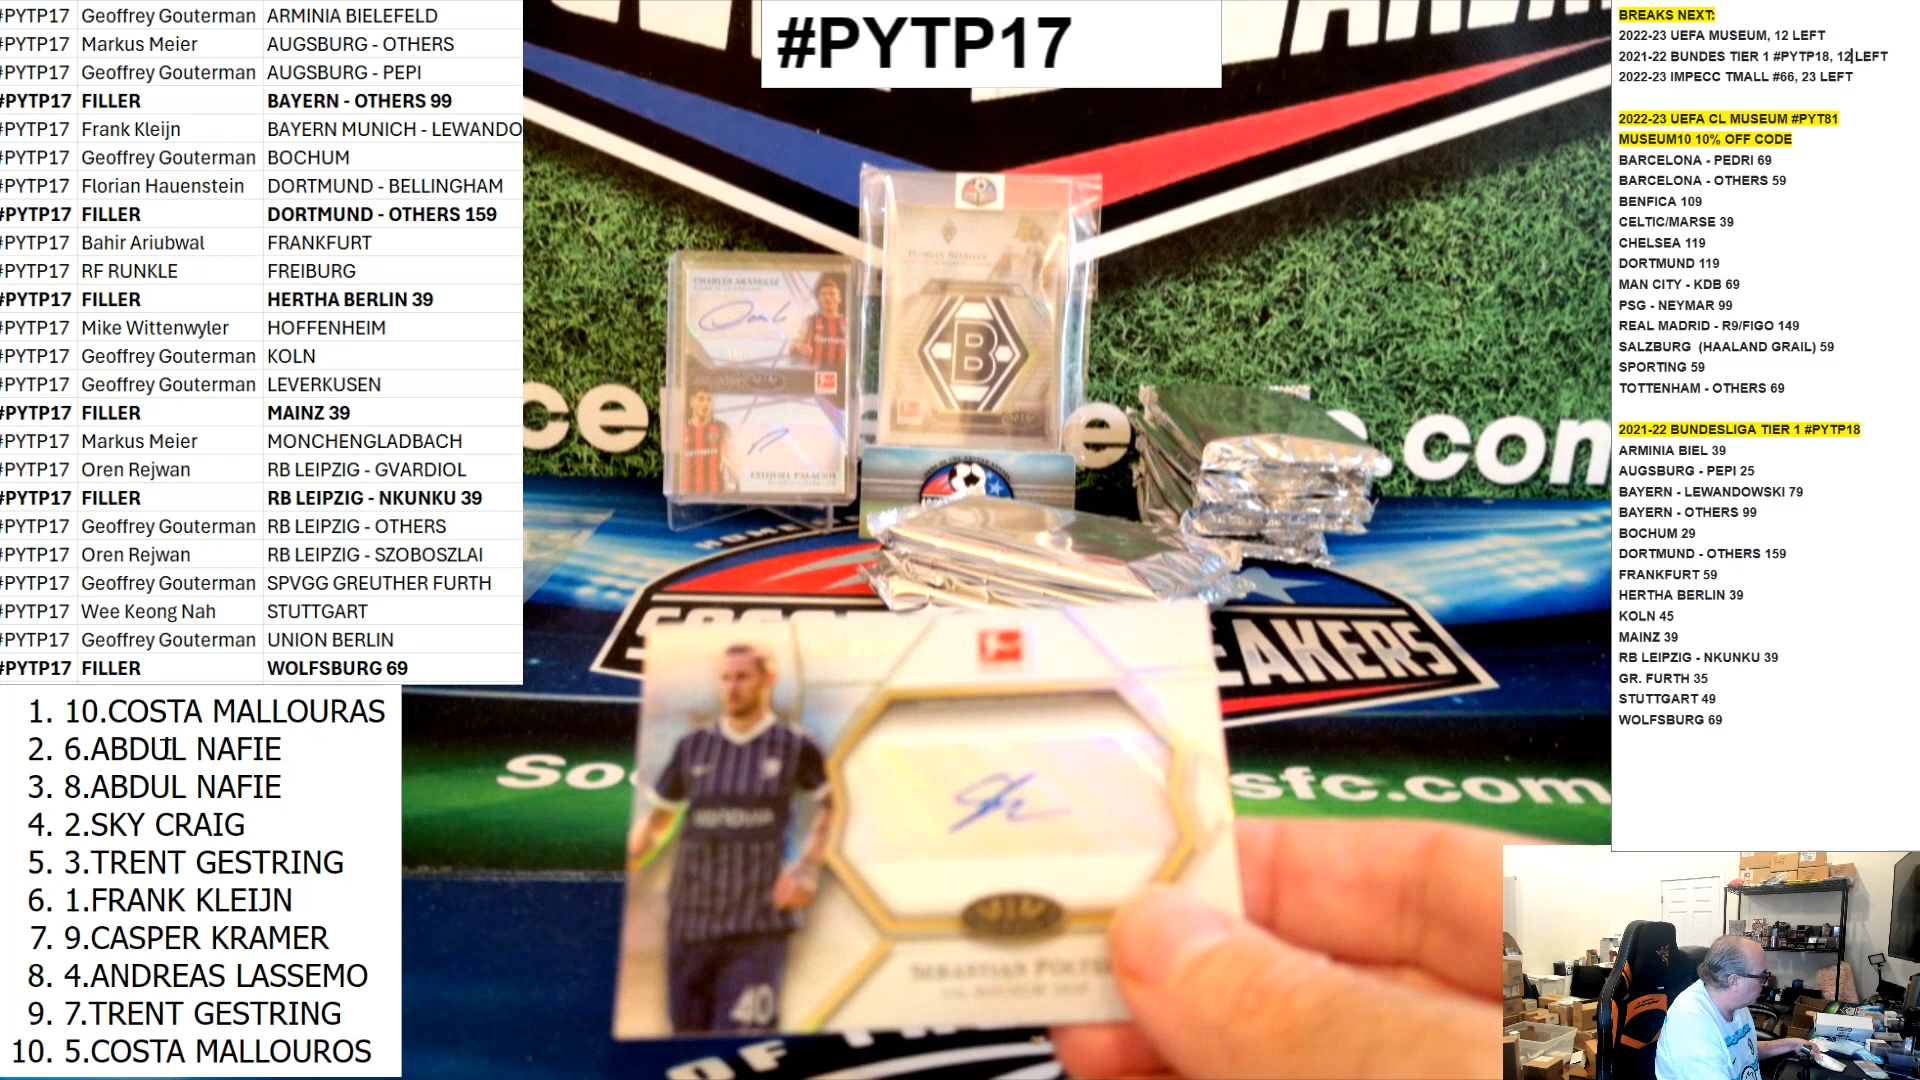 #PYTP17 Geoffrey Gouterman ARMINIA BIELEFELD
#PYTP17 Markus Meier AUGSBURG - OTHERS
#PYTP17 Geoffrey Gouterman AUGSBURG - PEPI
#PYTP17 FILLER BAYERN - OTHERS 99
#PYTP17 Frank Kleijn BAYERN MUNICH - LEWANDO
#PYTP17 Geoffrey Gouterman BOCHUM
#PYTP17 Florian Hauenstein DORTMUND - BELLINGHAM
#PYTP17 FILLER DORTMUND - OTHERS 159
#PYTP17 Bahir Ariubwal FRANKFURT
#PYTP17 RF RUNKLE FREIBURG
#PYTP17 FILLER HERTHA BERLIN 39
#PYTP17 Mike Wittenwyler HOFFENHEIM
#PYTP17 Geoffrey Gouterman KOLN
#PYTP17 Geoffrey Gouterman LEVERKUSEN
#PYTP17 FILLER MAINZ 39
#PYTP17 Markus Meier MONCHENGLADBACH
#PYTP17 Oren Rejwan RB LEIPZIG - GVARDIOL
#PYTP17 FILLER RB LEIPZIG - NKUNKU 39
#PYTP17 Geoffrey Gouterman RB LEIPZIG - OTHERS
#PYTP17 Oren Rejwan RB LEIPZIG - SZOBOSZLAI
#PYTP17 Geoffrey Gouterman SPVGG GREUTHER FURTH
#PYTP17 Wee Keong Nah STUTTGART
#PYTP17 Geoffrey Gouterman UNION BERLIN
#PYTP17 FILLER WOLFSBURG 69
1. 10.COSTA MALLOURAS
2. 6.ABDUL NAFIE
3. 8.ABDUL NAFIE
4. 2.SKY CRAIG
5. 3.TRENT GESTRING
6. 1.FRANK KLEIJN
7. 9.CASPER KRAMER
8. 4.ANDREAS LASSEMO
9. 7.TRENT GESTRING
10. 5.COSTA MALLOUROS
#PYTP17
CHARLES ARANGUIZ
EXEQUIEL PALACIOS
B
ce
e
.com
EAKERS
So
sfc.com
40
SEBASTIAN
BREAKS NEXT:
2022-23 UEFA MUSEUM, 12 LEFT
2021-22 BUNDES TIER 1 #PYTP18, 12 LEFT
2022-23 IMPECC TMALL #66, 23 LEFT
2022-23 UEFA CL MUSEUM #PYT81
MUSEUM10 10% OFF CODE
BARCELONA - PEDRI 69
BARCELONA - OTHERS 59
BENFICA 109
CELTIC/MARSE 39
CHELSEA 119
DORTMUND 119
MAN CITY - KDB 69
PSG - NEYMAR 99
REAL MADRID - R9/FIGO 149
SALZBURG (HAALAND GRAIL) 59
SPORTING 59
TOTTENHAM - OTHERS 69
2021-22 BUNDESLIGA TIER 1 #PYTP18
ARMINIA BIEL 39
AUGSBURG - PEPI 25
BAYERN - LEWANDOWSKI 79
BAYERN - OTHERS 99
BOCHUM 29
DORTMUND - OTHERS 159
FRANKFURT 59
HERTHA BERLIN 39
KOLN 45
MAINZ 39
RB LEIPZIG - NKUNKU 39
GR. FURTH 35
STUTTGART 49
WOLFSBURG 69